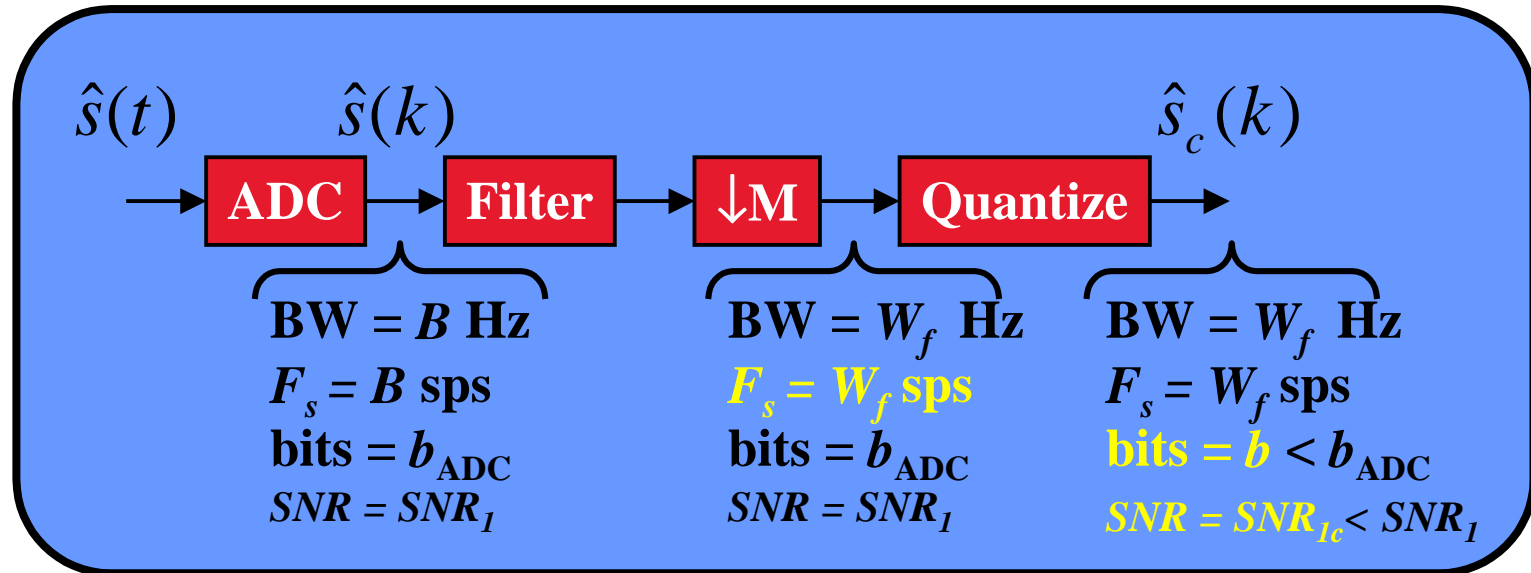 ŝ(t) ŝ(k) ŝ_c(k)
ADC Filter ↓M Quantize
BW = B Hz
F_s = B sps
bits = b_ADC
SNR = SNR_1
BW = W_f Hz
F_s = W_f sps
bits = b_ADC
SNR = SNR_1
BW = W_f Hz
F_s = W_f sps
bits = b < b_ADC
SNR = SNR_1c < SNR_1